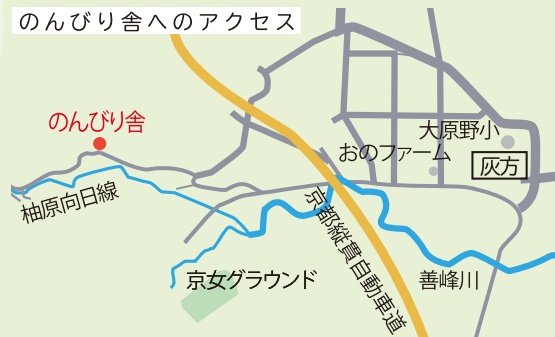 のんびり舎へのアクセス
のんびり舎
大原野小
おのファーム
灰方
柚原向日線
京都縦貫自動車道
京女グラウンド
善峰川